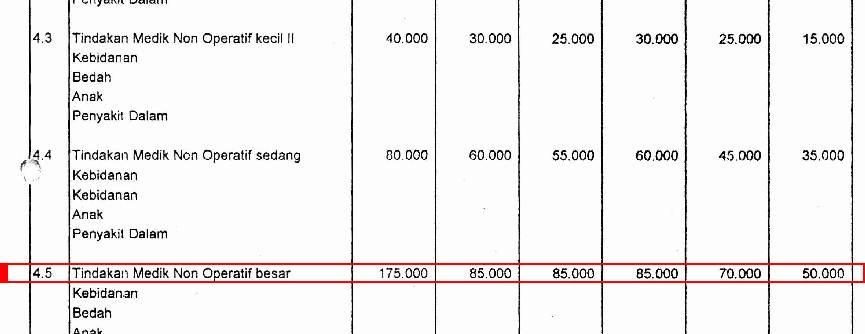 4.3 Tindakan Medik Non Operatif kecil II 40.000 30.000 25.000 30.000 25.000 15.000
Kebidanan
Bedah
Anak
Penyakit Dalam
4.4 Tindakan Medik Non Operatif sedang 80.000 60.000 55.000 60.000 45.000 35.000
Kebidanan
Kebidanan
Anak
Penyakit Dalam
4.5 Tindakan Medik Non Operatif besar 175.000 85.000 85.000 85.000 70.000 50.000
Kebidanan
Bedah
Anak